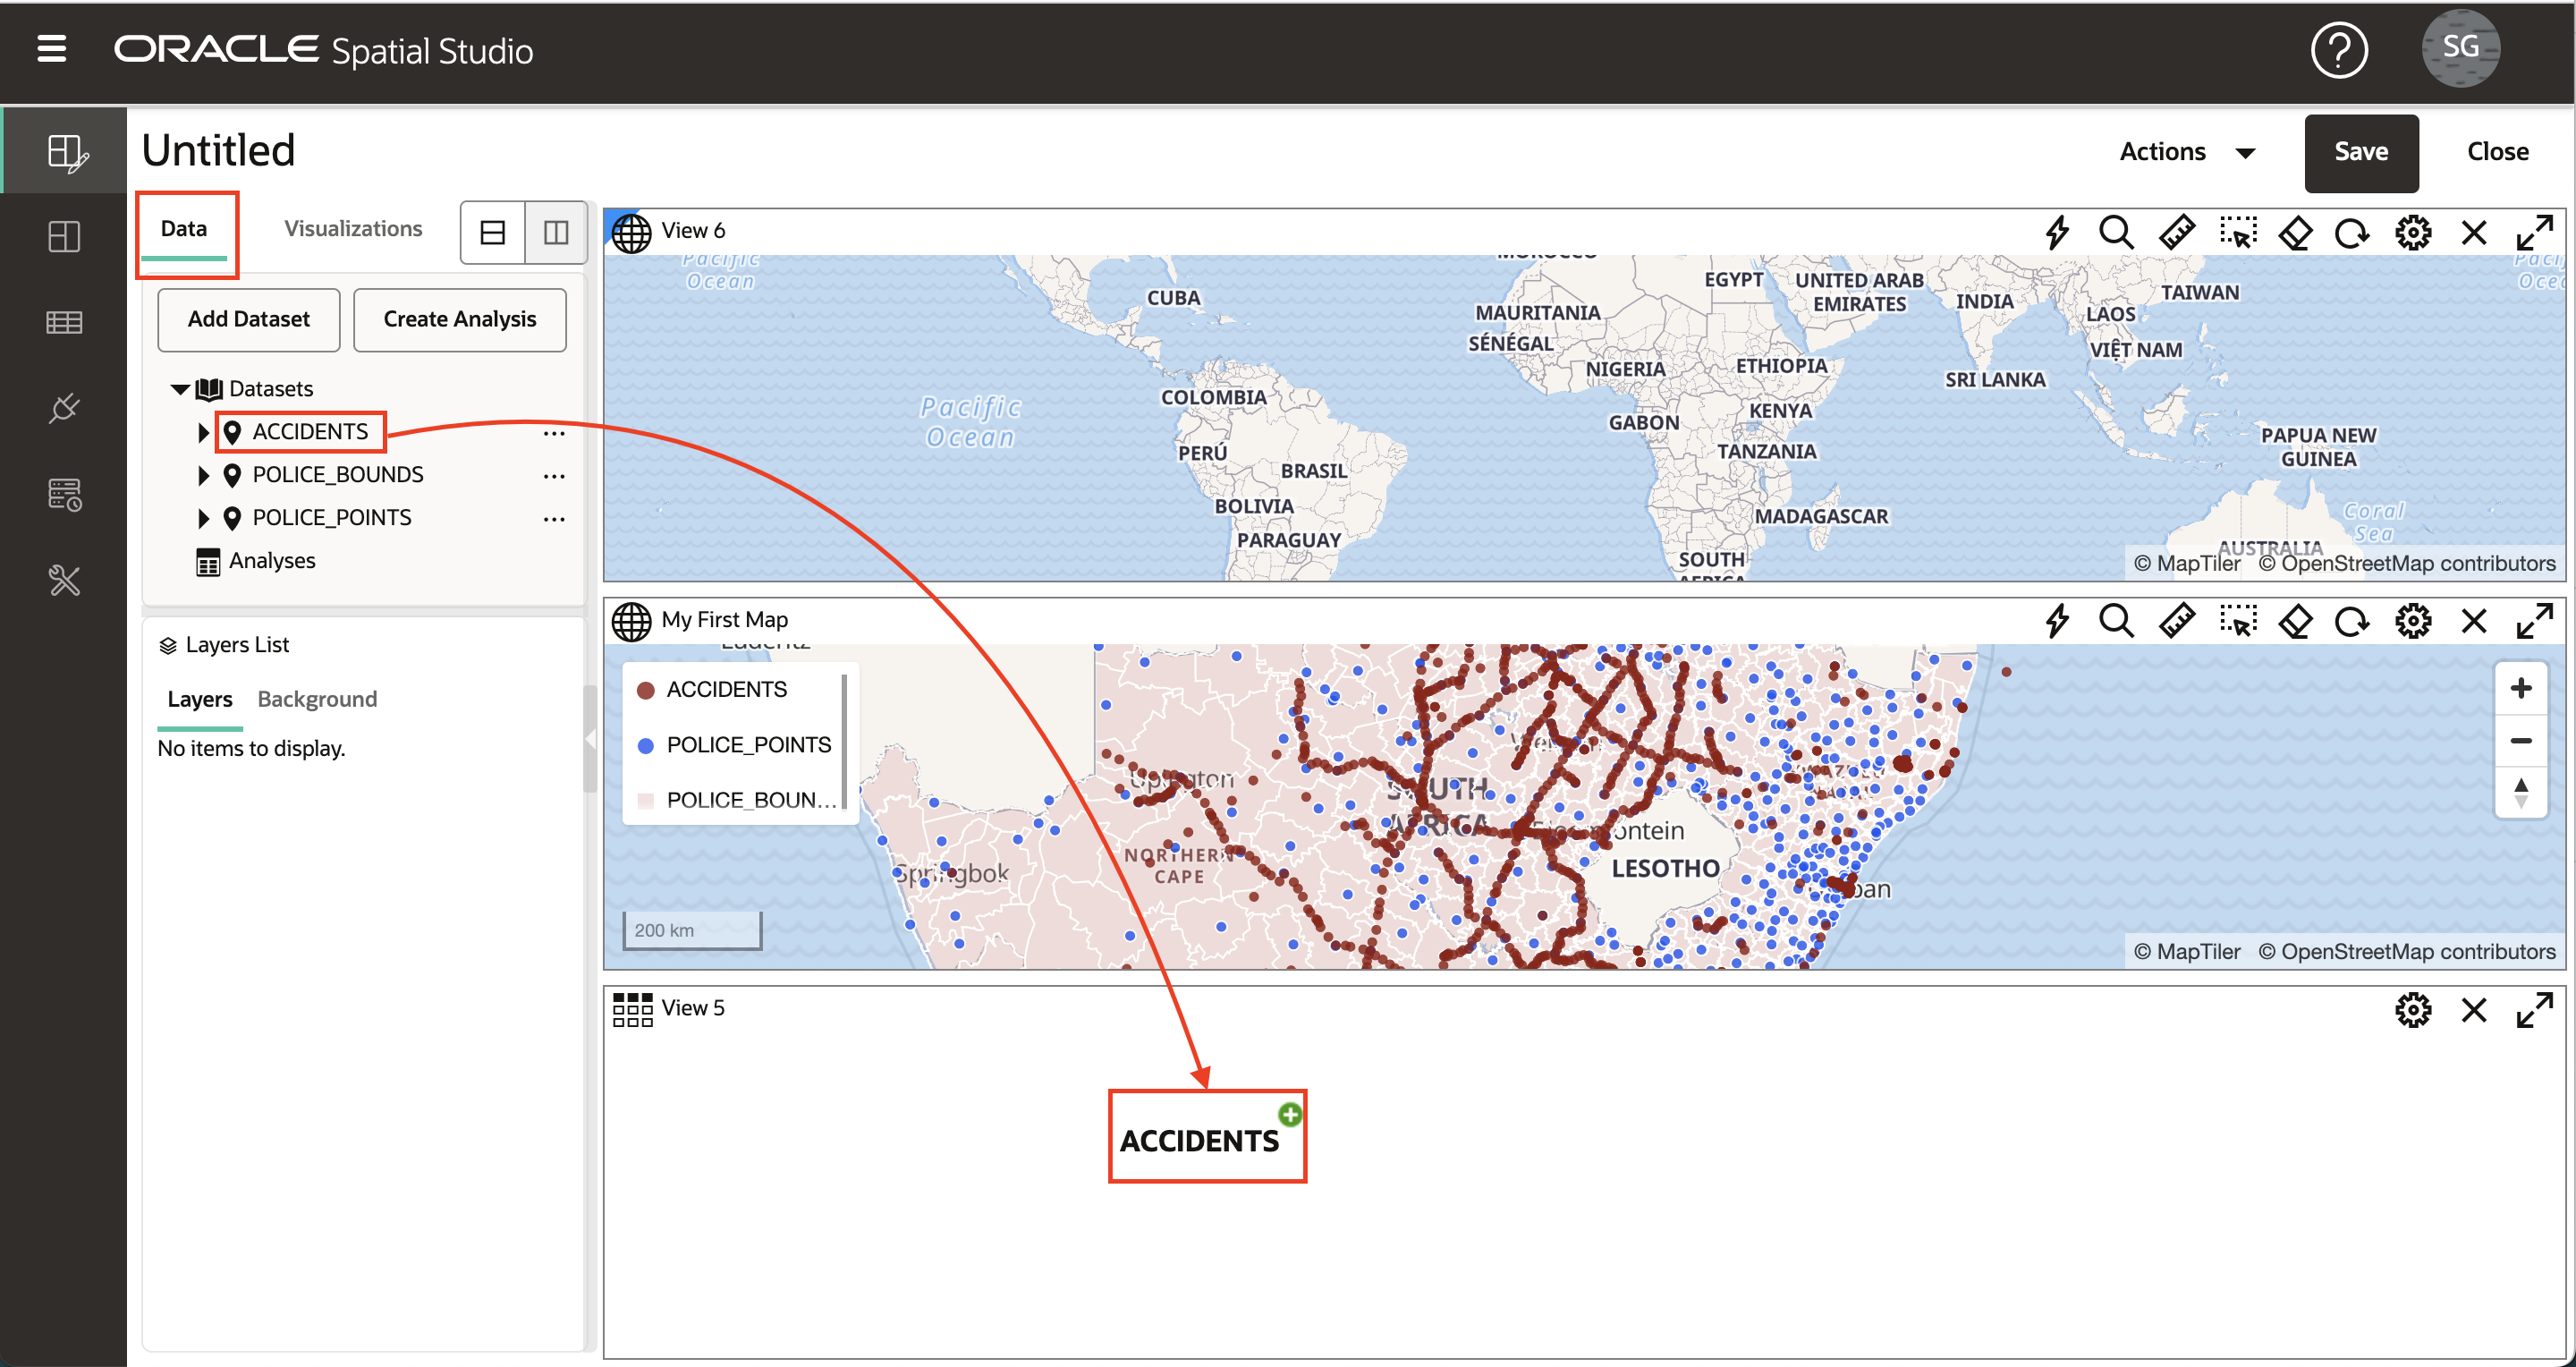 ORACLE Spatial Studio
SG
Untitled
Actions
Save
Close
Data
Visualizations
Add Dataset
Create Analysis
Datasets
ACCIDENTS
POLICE_BOUNDS
POLICE_POINTS
Analyses
Layers List
Layers
Background
No items to display.
View 6
Pacific
Ocean
MOROCCO
CUBA
EGYPT
UNITED ARAB
EMIRATES
INDIA
TAIWAN
MAURITANIA
LAOS
SÉNÉGAL
VIỆT NAM
NIGERIA
ETHIOPIA
SRI LANKA
COLOMBIA
Pacific
Ocean
KENYA
GABON
PAPUA NEW
GUINEA
PERÚ
TANZANIA
BRASIL
BOLIVIA
MADAGASCAR
Coral
Sea
PARAGUAY
AUSTRALIA
SOUTH
AFRICA
© MapTiler © OpenStreetMap contributors
My First Map
ACCIDENTS
POLICE_POINTS
POLICE_BOUN...
Upington
SOUTH
AFRICA
Springbok
NORTHERN
CAPE
LESOTHO
200 km
© MapTiler © OpenStreetMap contributors
View 5
ACCIDENTS